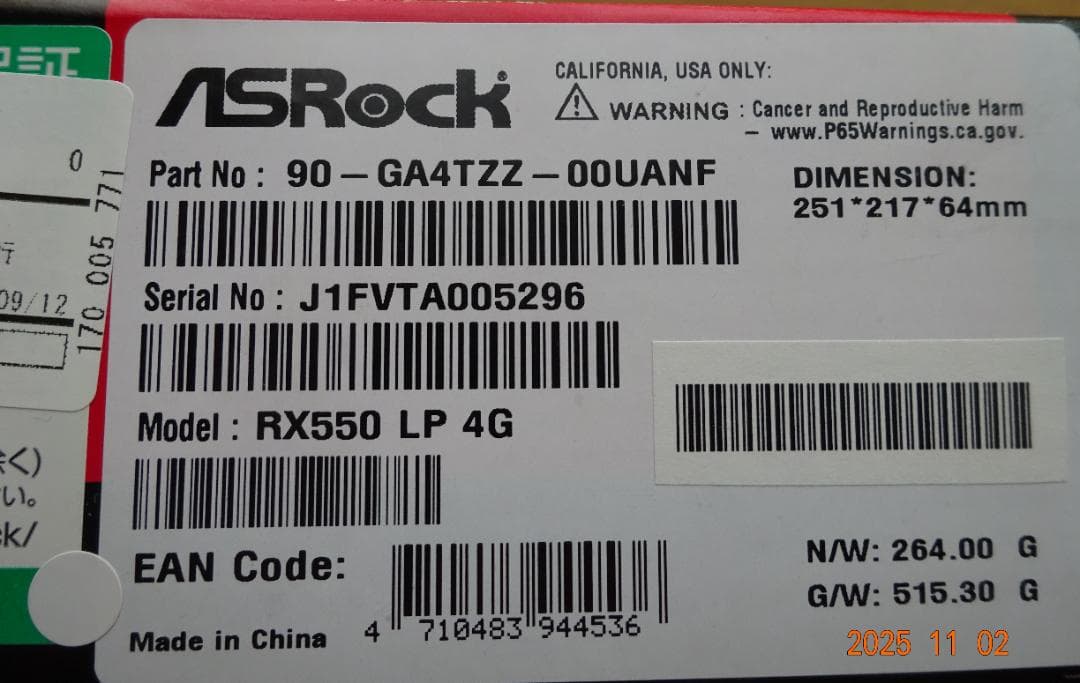 ASRock
CALIFORNIA, USA ONLY:
⚠ WARNING : Cancer and Reproductive Harm
– www.P65Warnings.ca.gov.
Part No : 90 – GA4TZZ – 00UANF
DIMENSION:
251*217*64mm
Serial No : J1FVTA005296
Model : RX550 LP 4G
EAN Code:
4 710483 944536
N/W: 264.00 G
G/W: 515.30 G
Made in China
2025 11 02
証
0
170 005 771
09/12
く)
い。
k/